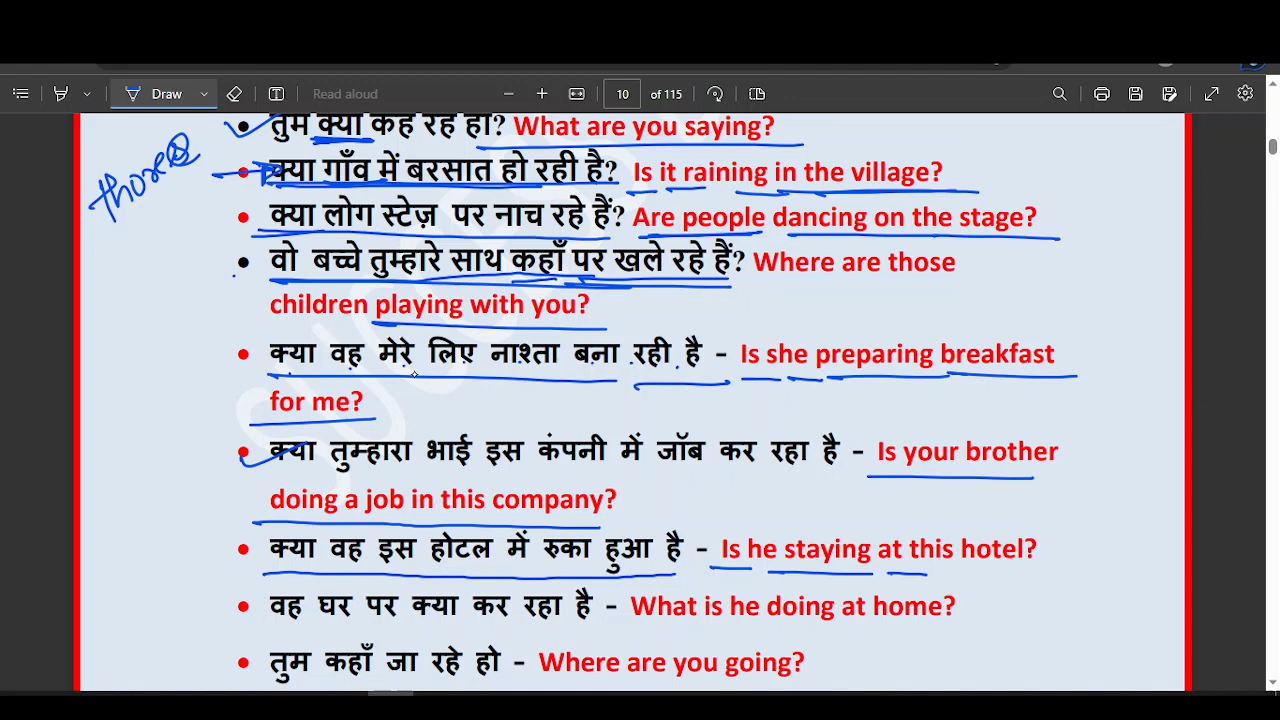 Draw
Read aloud
10 of 115
तुम क्या कह रहे हो? What are you saying?
those
क्या गाँव में बरसात हो रही है? Is it raining in the village?
क्या लोग स्टेज़ पर नाच रहे हैं? Are people dancing on the stage?
वो बच्चे तुम्हारे साथ कहाँ पर खले रहे हैं? Where are those
children playing with you?
क्या वह मेरे लिए नाश्ता बना रही है - Is she preparing breakfast
for me?
क्या तुम्हारा भाई इस कंपनी में जॉब कर रहा है - Is your brother
doing a job in this company?
क्या वह इस होटल में रुका हुआ है - Is he staying at this hotel?
वह घर पर क्या कर रहा है - What is he doing at home?
तुम कहाँ जा रहे हो - Where are you going?